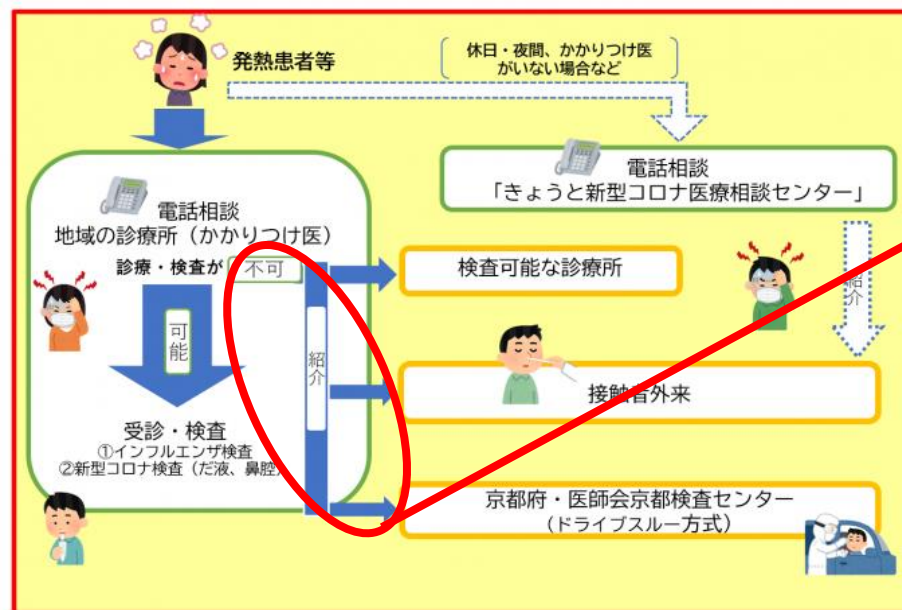 発熱患者等
休日・夜間、かかりつけ医
がいない場合など
電話相談
「きょうと新型コロナ医療相談センター」
電話相談
地域の診療所（かかりつけ医）
診療・検査が
不可
可能
紹介
受診・検査
①インフルエンザ検査
②新型コロナ検査（だ液、鼻腔）
検査可能な診療所
紹介
接触者外来
京都府・医師会京都検査センター
（ドライブスルー方式）